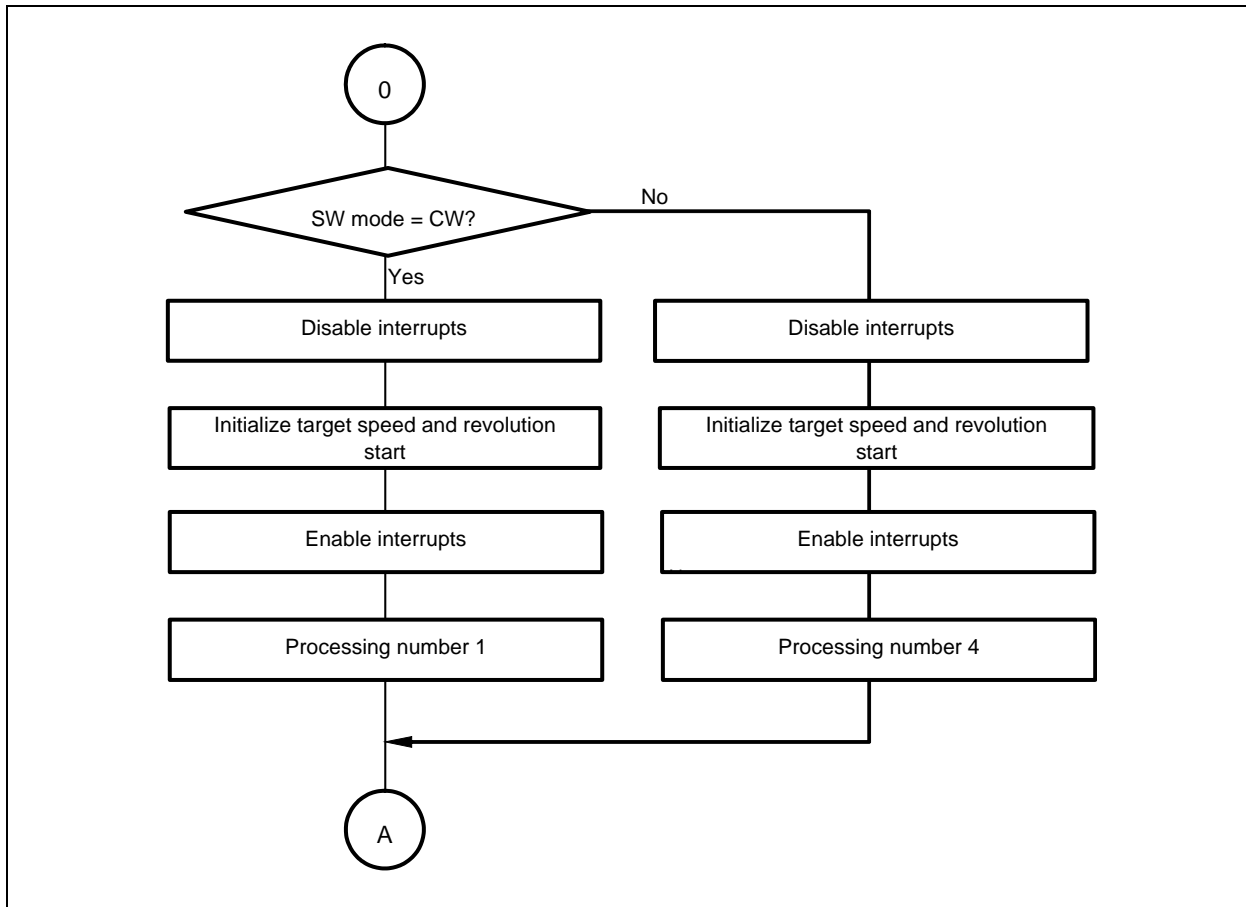 0
SW mode = CW?
No
Yes
Disable interrupts
Disable interrupts
Initialize target speed and revolution
start
Initialize target speed and revolution
start
Enable interrupts
Enable interrupts
Processing number 1
Processing number 4
A